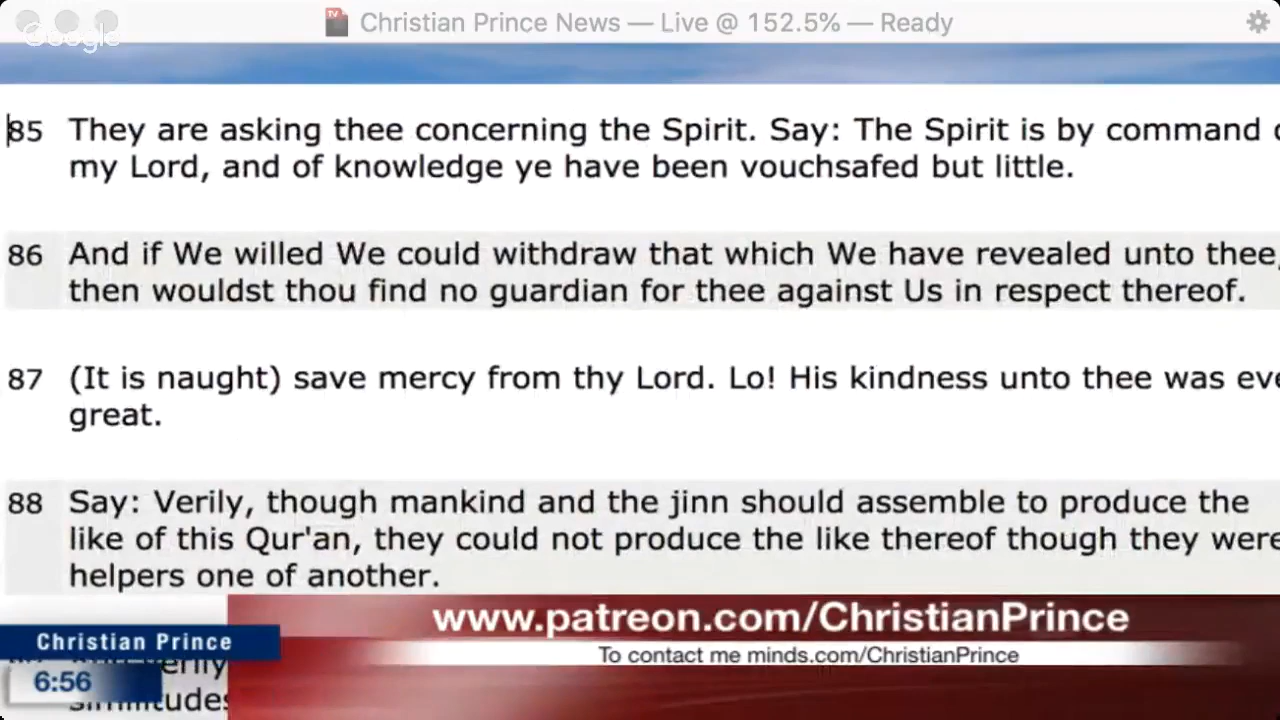 Christian Prince News — Live @ 152.5% — Ready
Google
85 They are asking thee concerning the Spirit. Say: The Spirit is by command
my Lord, and of knowledge ye have been vouchsafed but little.
86 And if We willed We could withdraw that which We have revealed unto thee,
then wouldst thou find no guardian for thee against Us in respect thereof.
87 (It is naught) save mercy from thy Lord. Lo! His kindness unto thee was eve
great.
88 Say: Verily, though mankind and the jinn should assemble to produce the
like of this Qur'an, they could not produce the like thereof though they were
helpers one of another.
www.patreon.com/ChristianPrince
Christian Prince
To contact me minds.com/ChristianPrince
6:56